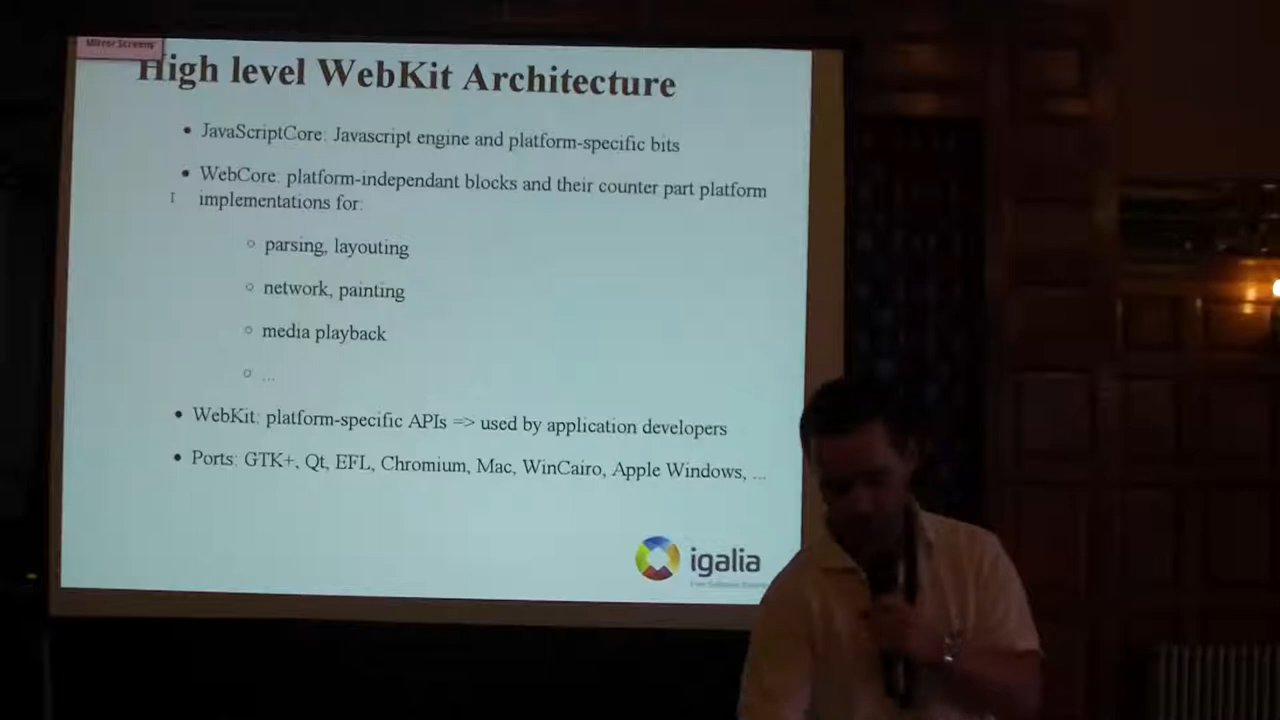 Mirror Screens
High level WebKit Architecture
• JavaScriptCore: Javascript engine and platform-specific bits
• WebCore: platform-independant blocks and their counter part platform
implementations for:
○ parsing, layouting
○ network, painting
○ media playback
○ ...
• WebKit: platform-specific APIs => used by application developers
• Ports: GTK+, Qt, EFL, Chromium, Mac, WinCairo, Apple Windows, ...
igalia